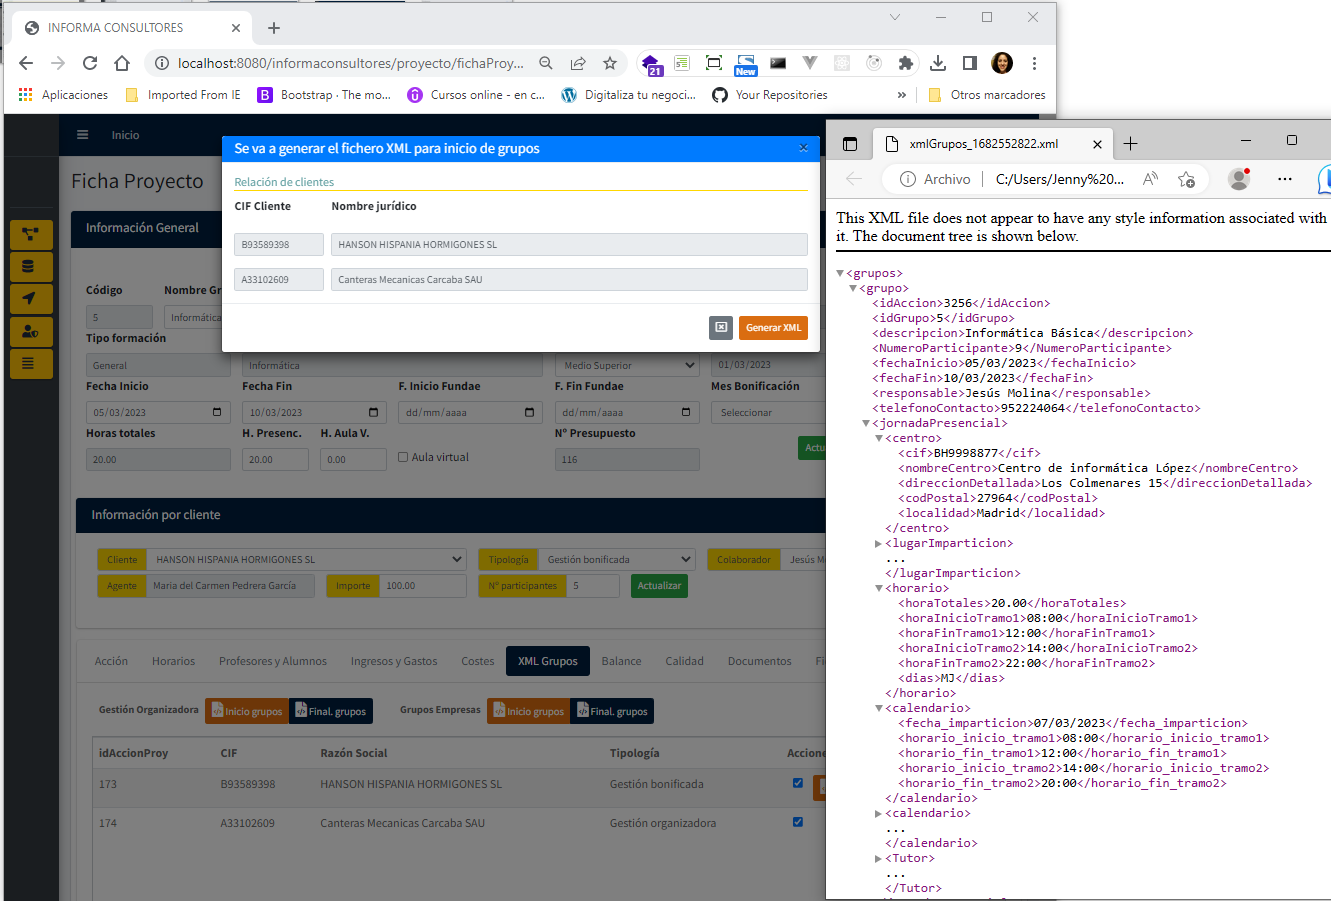 INFORMA CONSULTORES
localhost:8080/informaconsultores/proyecto/fichaProy...
21
New
Aplicaciones
Imported From IE
B
Bootstrap · The mo...
Cursos online - en c...
Digitaliza tu negoci...
Your Repositories
»
Otros marcadores
Inicio
Ficha Proyecto
Información General
Código
Nombre Gr
5
Informática
Tipo formación
General
Informática
Medio Superior
01/03/2023
Fecha Inicio
Fecha Fin
F. Inicio Fundae
F. Fin Fundae
Mes Bonificación
05/03/2023
10/03/2023
dd/mm/aaaa
dd/mm/aaaa
Seleccionar
Horas totales
H. Presenc.
H. Aula V.
Nº Presupuesto
20.00
20.00
0.00
Aula virtual
116
Actu
Se va a generar el fichero XML para inicio de grupos
Relación de clientes
CIF Cliente
Nombre jurídico
B93589398
HANSON HISPANIA HORMIGONES SL
A33102609
Canteras Mecanicas Carcaba SAU
Generar XML
Información por cliente
Cliente
HANSON HISPANIA HORMIGONES SL
Tipología
Gestión bonificada
Colaborador
Jesús M
Agente
Maria del Carmen Pedrera García
Importe
100.00
Nº participantes
5
Actualizar
Acción
Horarios
Profesores y Alumnos
Ingresos y Gastos
Costes
XML Grupos
Balance
Calidad
Documentos
Fi
Gestión Organizadora
Inicio grupos
Final. grupos
Grupos Empresas
Inicio grupos
Final. grupos
idAccionProy
CIF
Razón Social
Tipología
Accione
173
B93589398
HANSON HISPANIA HORMIGONES SL
Gestión bonificada
174
A33102609
Canteras Mecanicas Carcaba SAU
Gestión organizadora
xmlGrupos_1682552822.xml
Archivo
C:/Users/Jenny%20...
This XML file does not appear to have any style information associated with
it. The document tree is shown below.
<grupos>
<grupo>
<idAccion>3256</idAccion>
<idGrupo>5</idGrupo>
<descripcion>Informática Básica</descripcion>
<NumeroParticipante>9</NumeroParticipante>
<fechaInicio>05/03/2023</fechaInicio>
<fechaFin>10/03/2023</fechaFin>
<responsable>Jesús Molina</responsable>
<telefonoContacto>952224064</telefonoContacto>
<jornadaPresencial>
<centro>
<cif>BH9998877</cif>
<nombreCentro>Centro de informática López</nombreCentro>
<direccionDetallada>Los Colmenares 15</direccionDetallada>
<codPostal>27964</codPostal>
<localidad>Madrid</localidad>
</centro>
<lugarImparticion>
...
</lugarImparticion>
<horario>
<horaTotales>20.00</horaTotales>
<horaInicioTramo1>08:00</horaInicioTramo1>
<horaFinTramo1>12:00</horaFinTramo1>
<horaInicioTramo2>14:00</horaInicioTramo2>
<horaFinTramo2>22:00</horaFinTramo2>
<dias>MJ</dias>
</horario>
<calendario>
<fecha_imparticion>07/03/2023</fecha_imparticion>
<horario_inicio_tramo1>08:00</horario_inicio_tramo1>
<horario_fin_tramo1>12:00</horario_fin_tramo1>
<horario_inicio_tramo2>14:00</horario_inicio_tramo2>
<horario_fin_tramo2>20:00</horario_fin_tramo2>
</calendario>
<calendario>
...
</calendario>
<Tutor>
...
</Tutor>